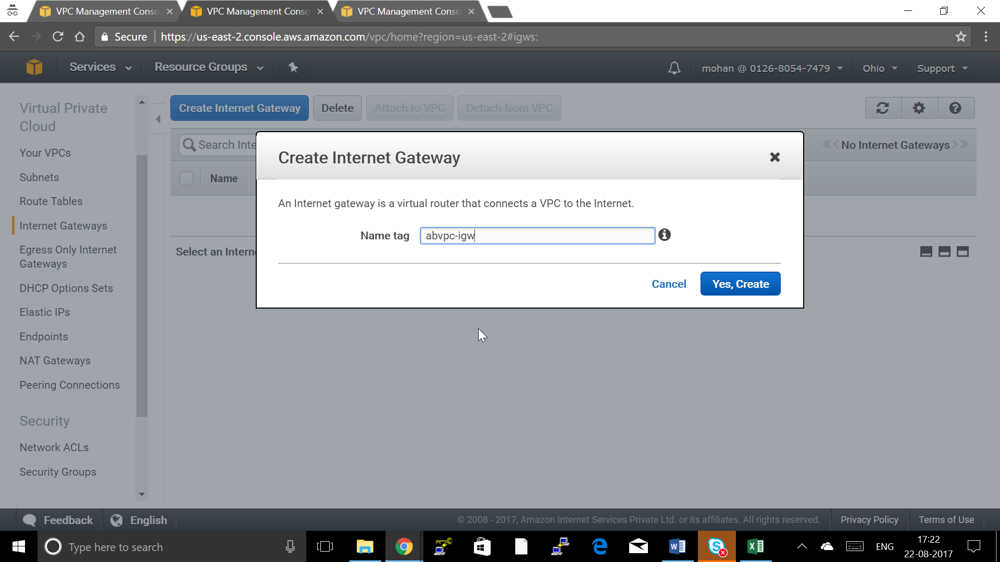 VPC Management Conso
VPC Management Conso
VPC Management Conso
Secure
https://us-east-2.console.aws.amazon.com/vpc/home?region=us-east-2#igws:
Services
Resource Groups
mohan @ 0126-8054-7479
Ohio
Support
Virtual Private
Cloud
Your VPCs
Subnets
Route Tables
Internet Gateways
Egress Only Internet
Gateways
DHCP Options Sets
Elastic IPs
Endpoints
NAT Gateways
Peering Connections
Security
Network ACLs
Security Groups
Create Internet Gateway
Delete
Attach to VPC
Detach from VPC
Search Inte
No Internet Gateways
Name
Select an Intern
Create Internet Gateway
An Internet gateway is a virtual router that connects a VPC to the Internet.
Name tag
abvpc-igw
Cancel
Yes, Create
Feedback
English
© 2008 - 2017, Amazon Internet Services Private Ltd. or its affiliates. All rights reserved.
Privacy Policy
Terms of Use
Type here to search
ENG
17:22
22-08-2017